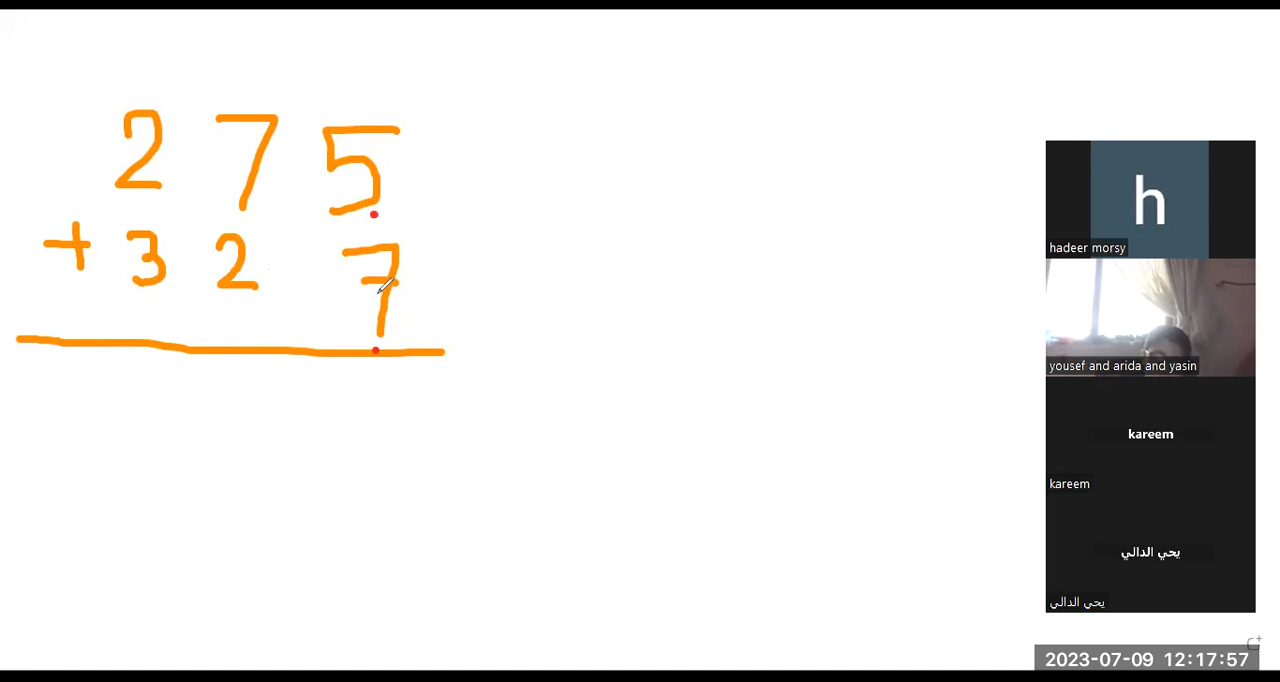 2 7 5
+ 3 2 7
h
hadeer morsy
yousef and arida and yasin
kareem
kareem
يحي الدالي
يحي الدالي
2023-07-09 12:17:57